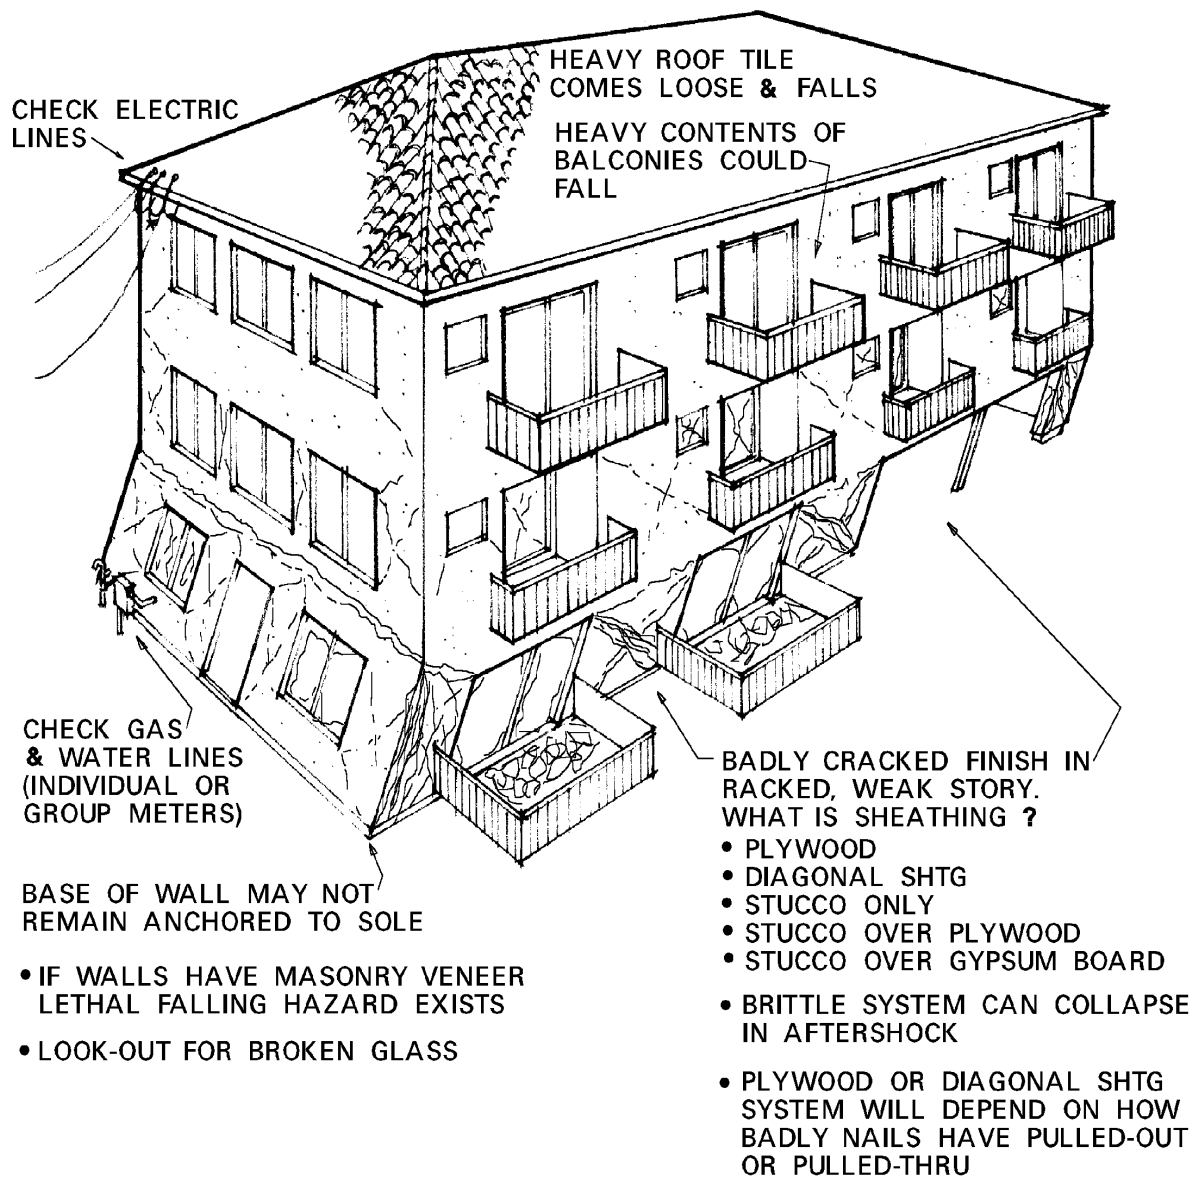 HEAVY ROOF TILE
COMES LOOSE & FALLS
CHECK ELECTRIC
LINES
HEAVY CONTENTS OF
BALCONIES COULD
FALL
CHECK GAS
& WATER LINES
(INDIVIDUAL OR
GROUP METERS)
BASE OF WALL MAY NOT
REMAIN ANCHORED TO SOLE
• IF WALLS HAVE MASONRY VENEER
LETHAL FALLING HAZARD EXISTS
• LOOK-OUT FOR BROKEN GLASS
BADLY CRACKED FINISH IN
RACKED, WEAK STORY.
WHAT IS SHEATHING ?
• PLYWOOD
• DIAGONAL SHTG
• STUCCO ONLY
• STUCCO OVER PLYWOOD
• STUCCO OVER GYPSUM BOARD
• BRITTLE SYSTEM CAN COLLAPSE
IN AFTERSHOCK
• PLYWOOD OR DIAGONAL SHTG
SYSTEM WILL DEPEND ON HOW
BADLY NAILS HAVE PULLED-OUT
OR PULLED-THRU